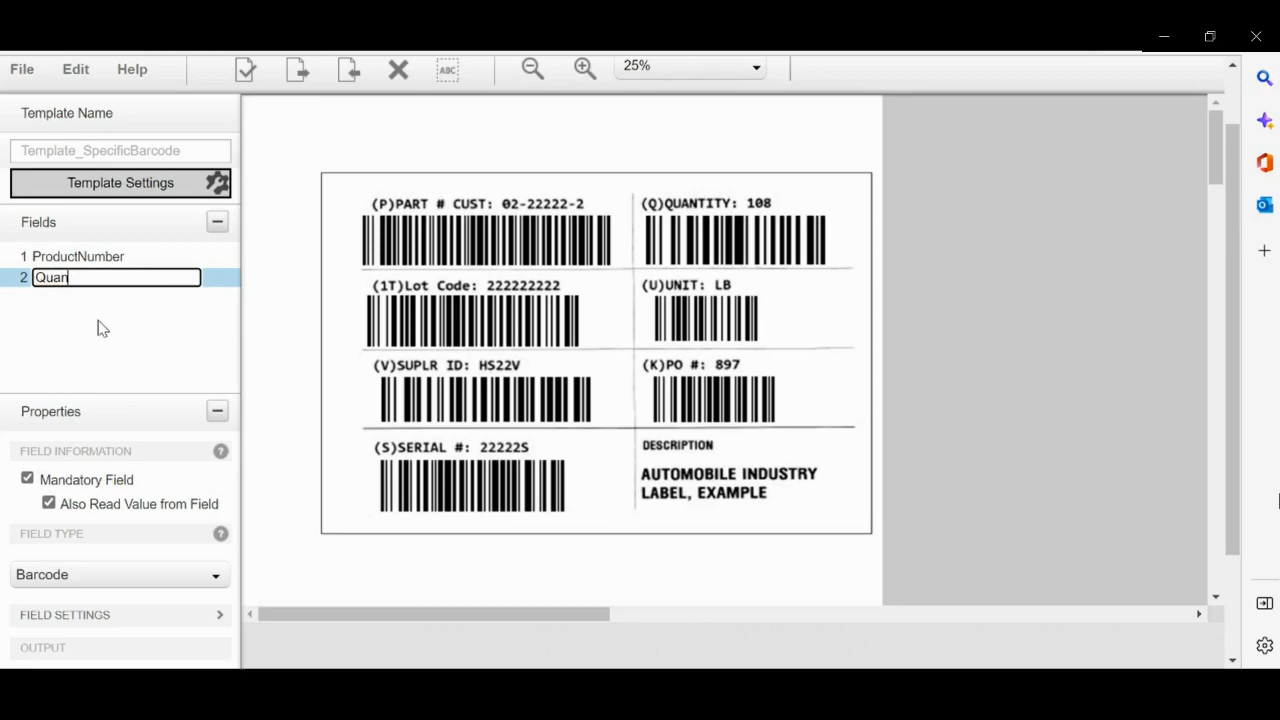 File Edit Help
ABC
25%
Template Name
Template_SpecificBarcode
Template Settings
Fields
1 ProductNumber
2 Quan
Properties
FIELD INFORMATION ?
Mandatory Field
Also Read Value from Field
FIELD TYPE ?
Barcode
FIELD SETTINGS
OUTPUT
(P)PART # CUST: 02-22222-2
(Q)QUANTITY: 108
(1T)Lot Code: 222222222
(U)UNIT: LB
(V)SUPLR ID: HS22V
(K)PO #: 897
(S)SERIAL #: 22222S
DESCRIPTION
AUTOMOBILE INDUSTRY
LABEL, EXAMPLE